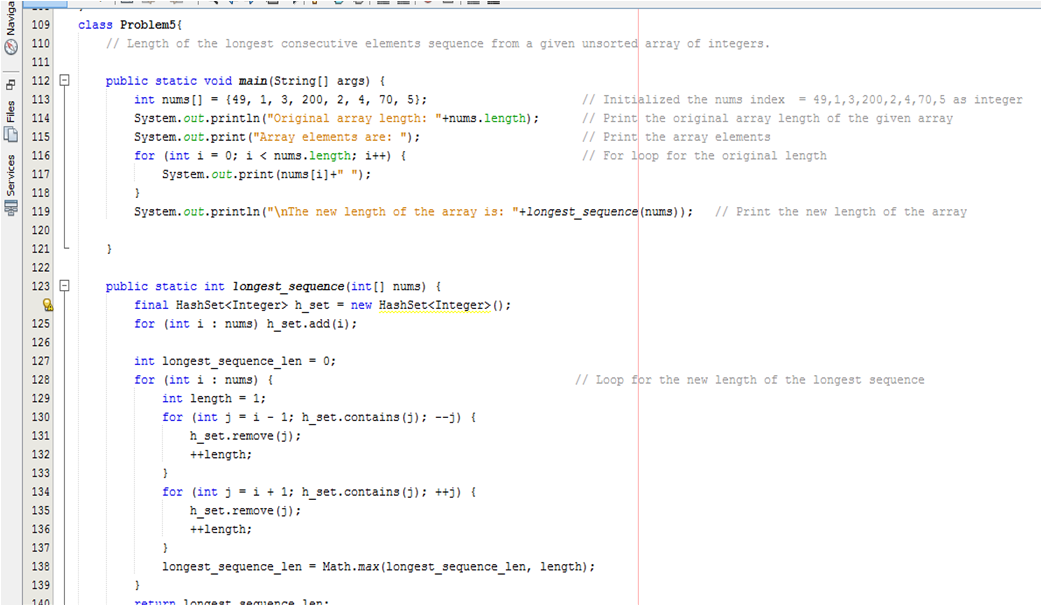 Naviga
Files
Services
109 class Problem5{
110 // Length of the longest consecutive elements sequence from a given unsorted array of integers.
111
112 public static void main(String[] args) {
113 int nums[] = {49, 1, 3, 200, 2, 4, 70, 5}; // Initialized the nums index  = 49,1,3,200,2,4,70,5 as integer
114 System.out.println("Original array length: "+nums.length); // Print the original array length of the given array
115 System.out.print("Array elements are: "); // Print the array elements
116 for (int i = 0; i < nums.length; i++) { // For loop for the original length
117 System.out.print(nums[i]+" ");
118 }
119 System.out.println("\nThe new length of the array is: "+longest_sequence(nums)); // Print the new length of the array
120
121 }
122
123 public static int longest_sequence(int[] nums) {
final HashSet<Integer> h_set = new HashSet<Integer>();
125 for (int i : nums) h_set.add(i);
126
127 int longest_sequence_len = 0;
128 for (int i : nums) { // Loop for the new length of the longest sequence
129 int length = 1;
130 for (int j = i - 1; h_set.contains(j); --j) {
131 h_set.remove(j);
132 ++length;
133 }
134 for (int j = i + 1; h_set.contains(j); ++j) {
135 h_set.remove(j);
136 ++length;
137 }
138 longest_sequence_len = Math.max(longest_sequence_len, length);
139 }
140 return longest_sequence_len;